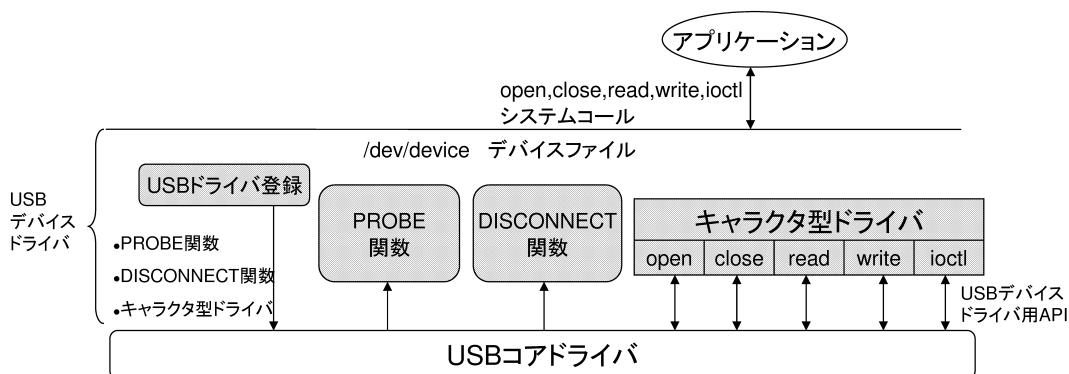 アプリケーション
open,close,read,write,ioctl
システムコール
/dev/device デバイスファイル
USB
デバイス
ドライバ
USBドライバ登録
•PROBE関数
•DISCONNECT関数
•キャラクタ型ドライバ
PROBE
関数
DISCONNECT
関数
キャラクタ型ドライバ
open close read write ioctl
USBデバイス
ドライバ用API
USBコアドライバ